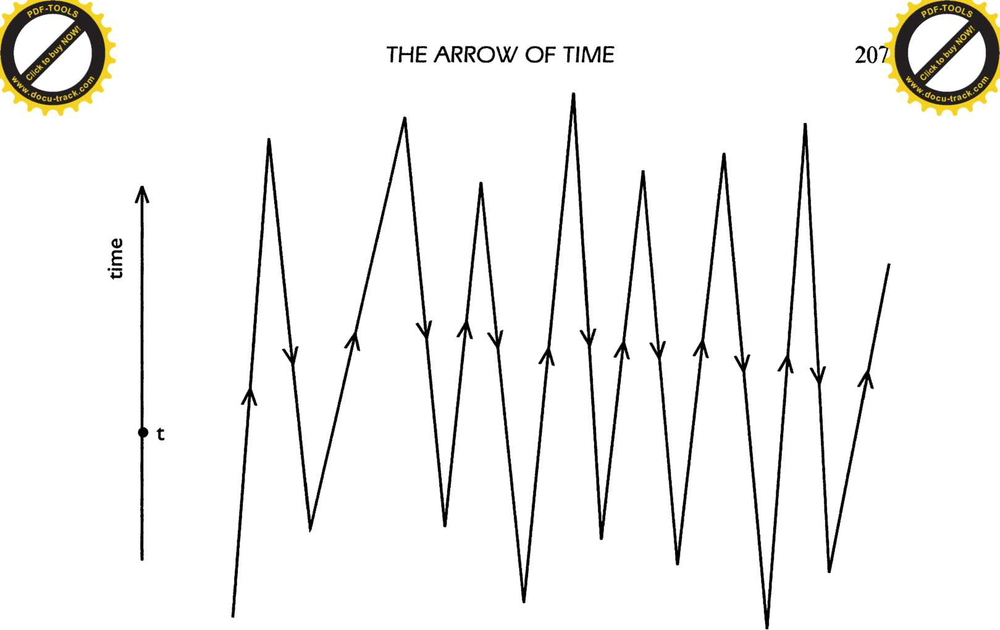 PDF-TOOLS
Click to buy NOW!
www.docu-track.com
THE ARROW OF TIME
207
PDF-TOOLS
Click to buy NOW!
www.docu-track.com
time
t